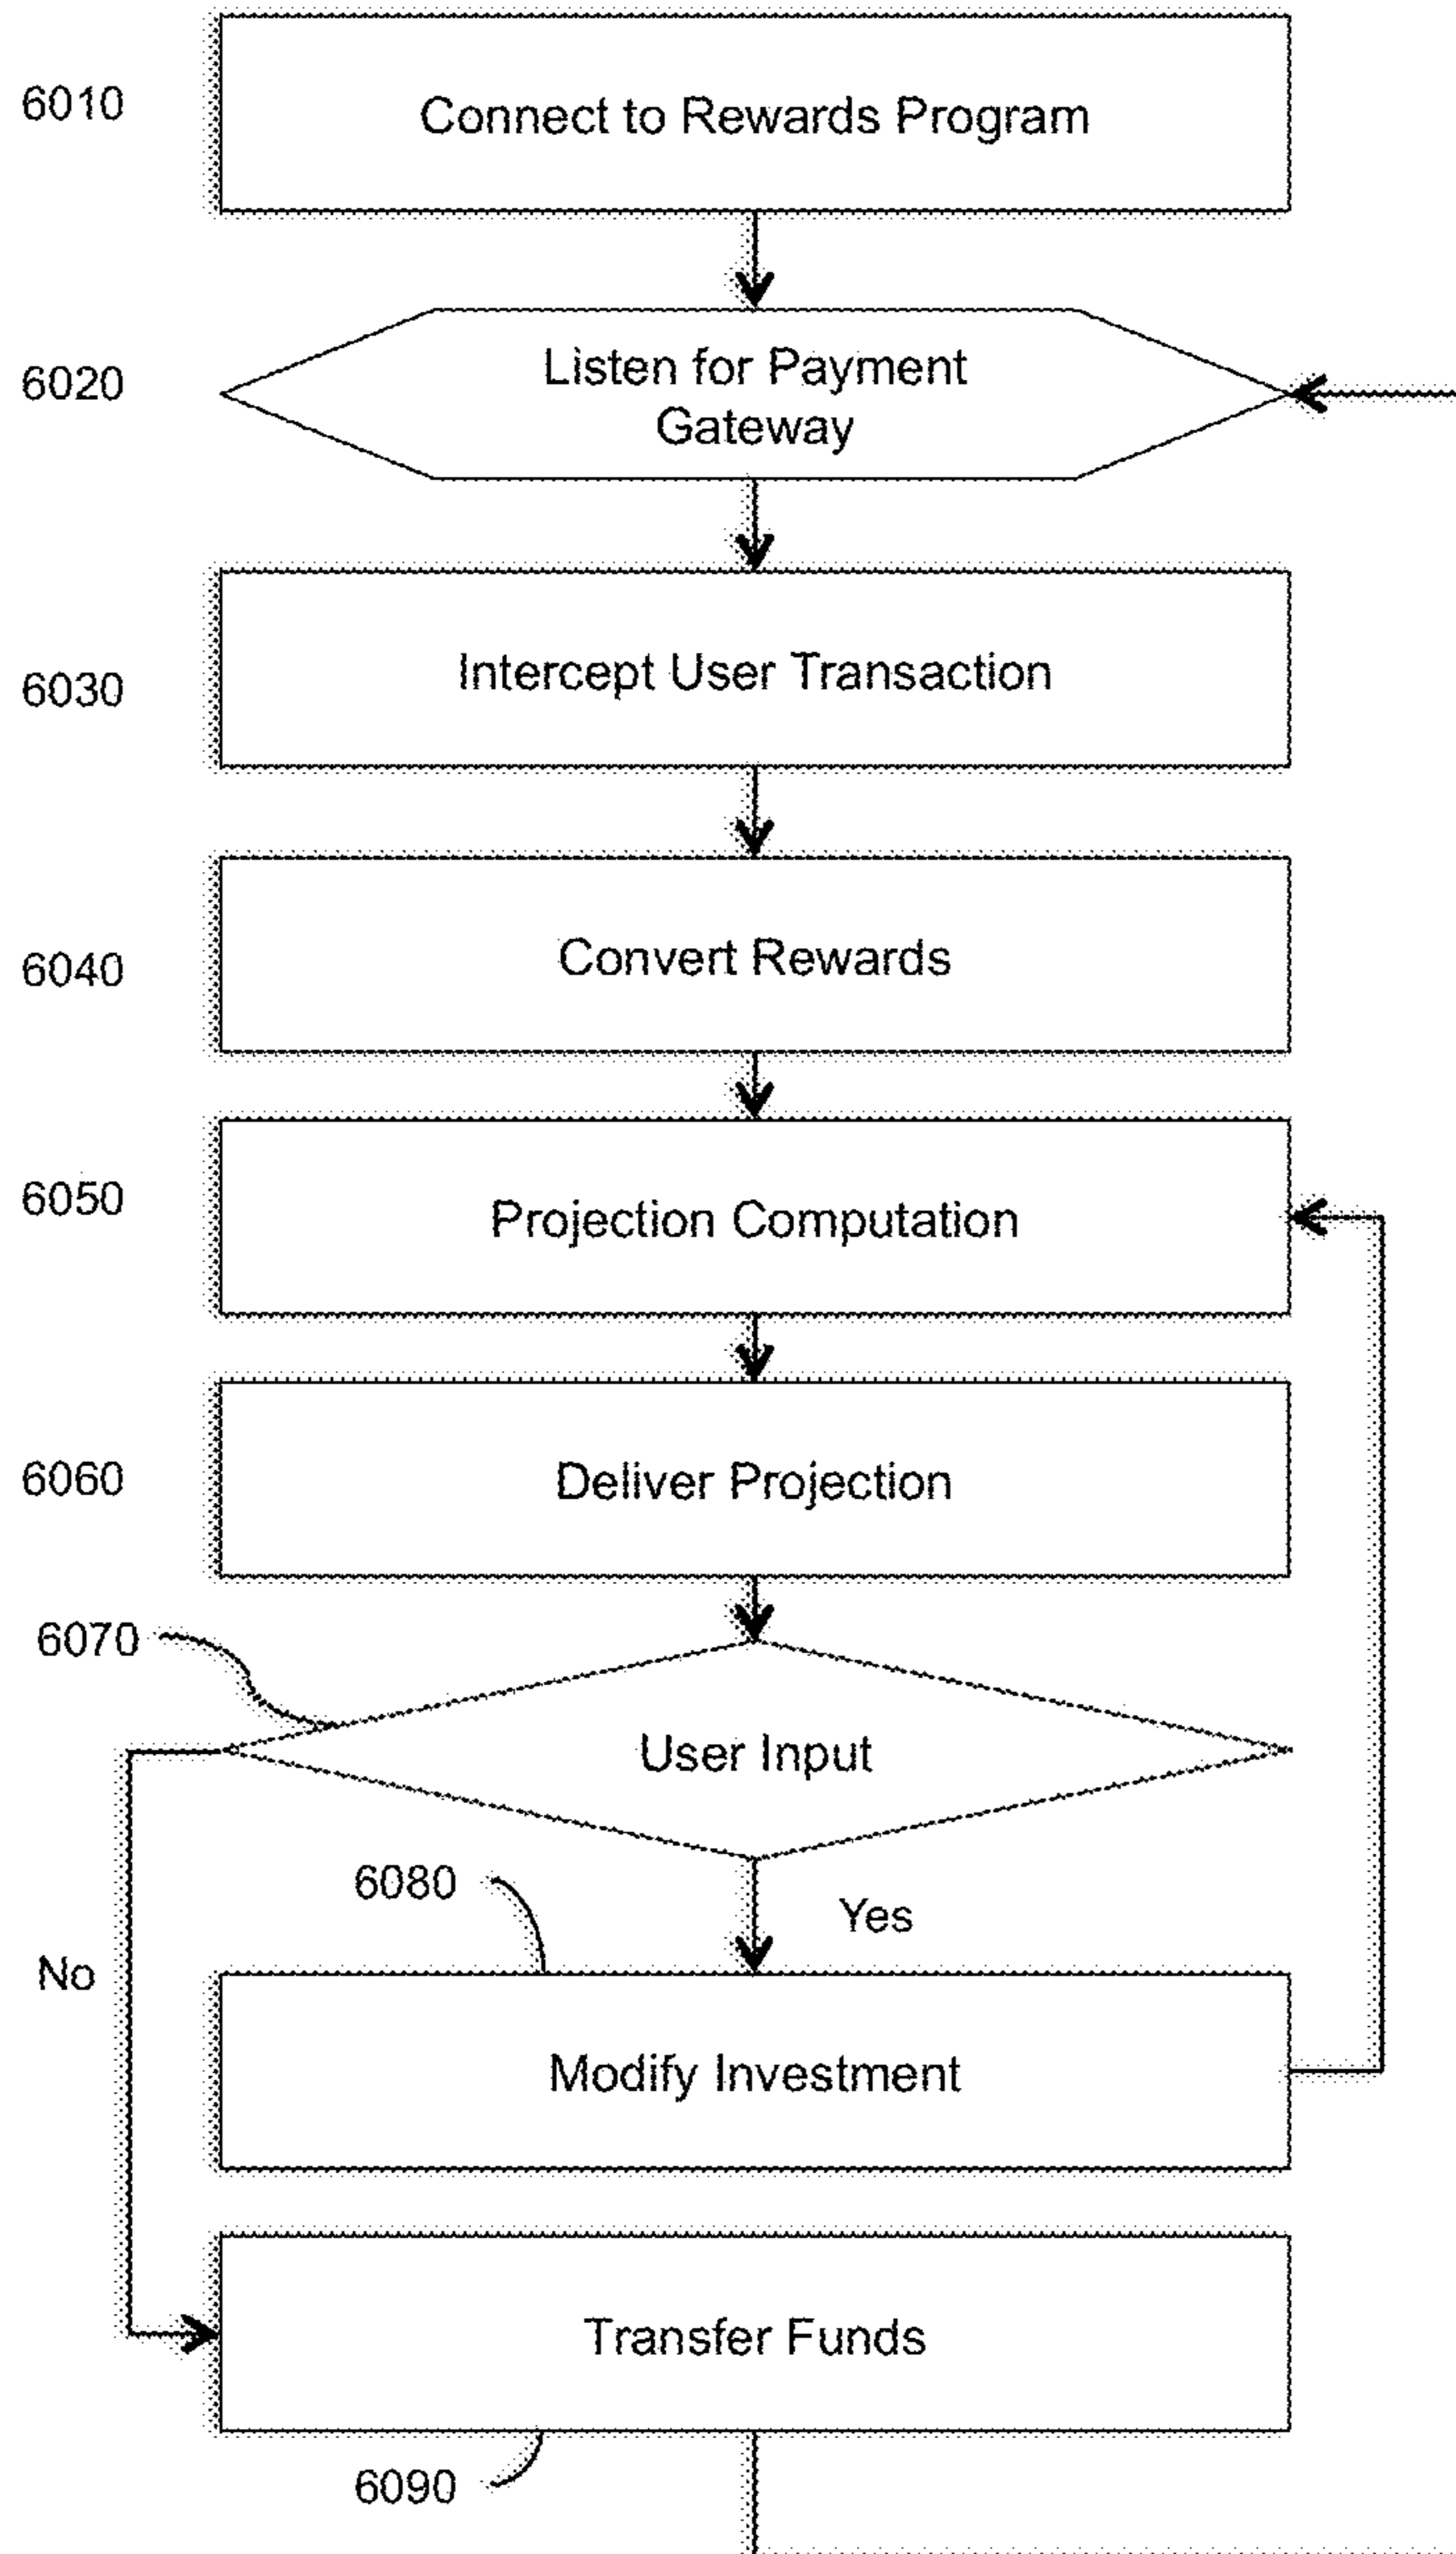 6010
Connect to Rewards Program
6020
Listen for Payment
Gateway
6030
Intercept User Transaction
6040
Convert Rewards
6050
Projection Computation
6060
Deliver Projection
6070
User Input
6080
Yes
No
Modify Investment
Transfer Funds
6090